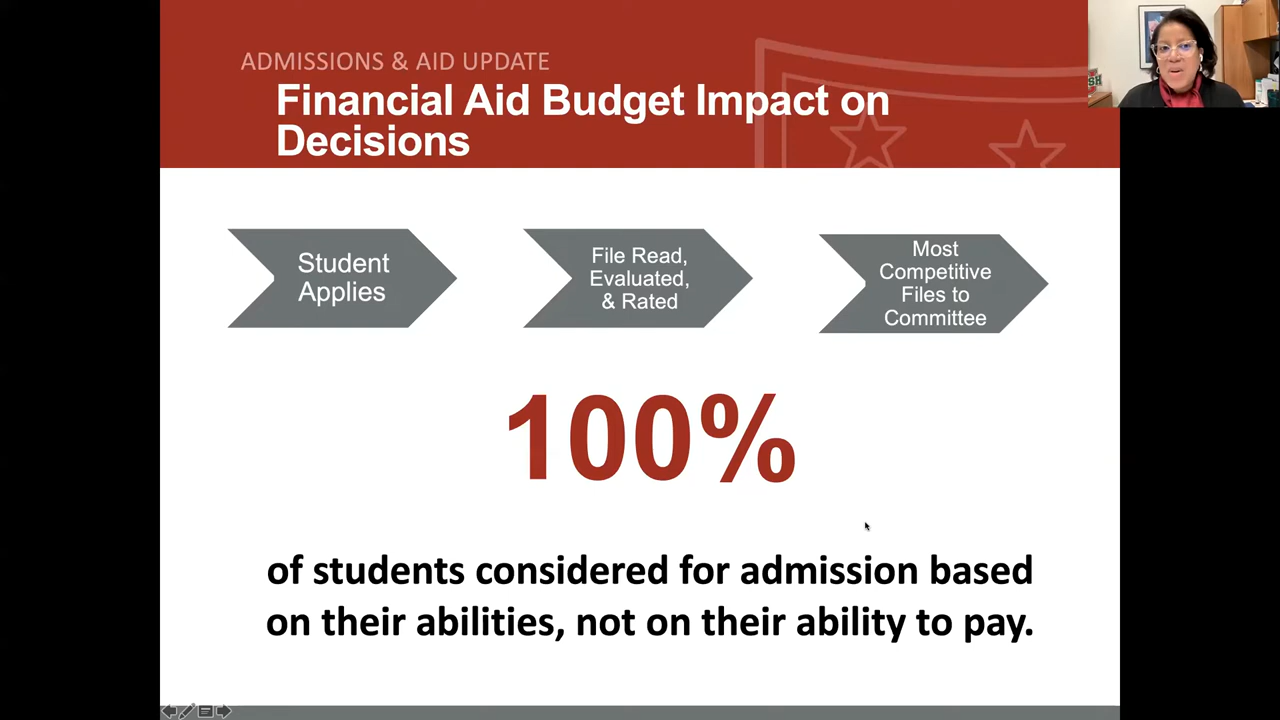 ADMISSIONS & AID UPDATE
Financial Aid Budget Impact on
Decisions
Student
Applies
File Read,
Evaluated,
& Rated
Most
Competitive
Files to
Committee
100%
of students considered for admission based
on their abilities, not on their ability to pay.